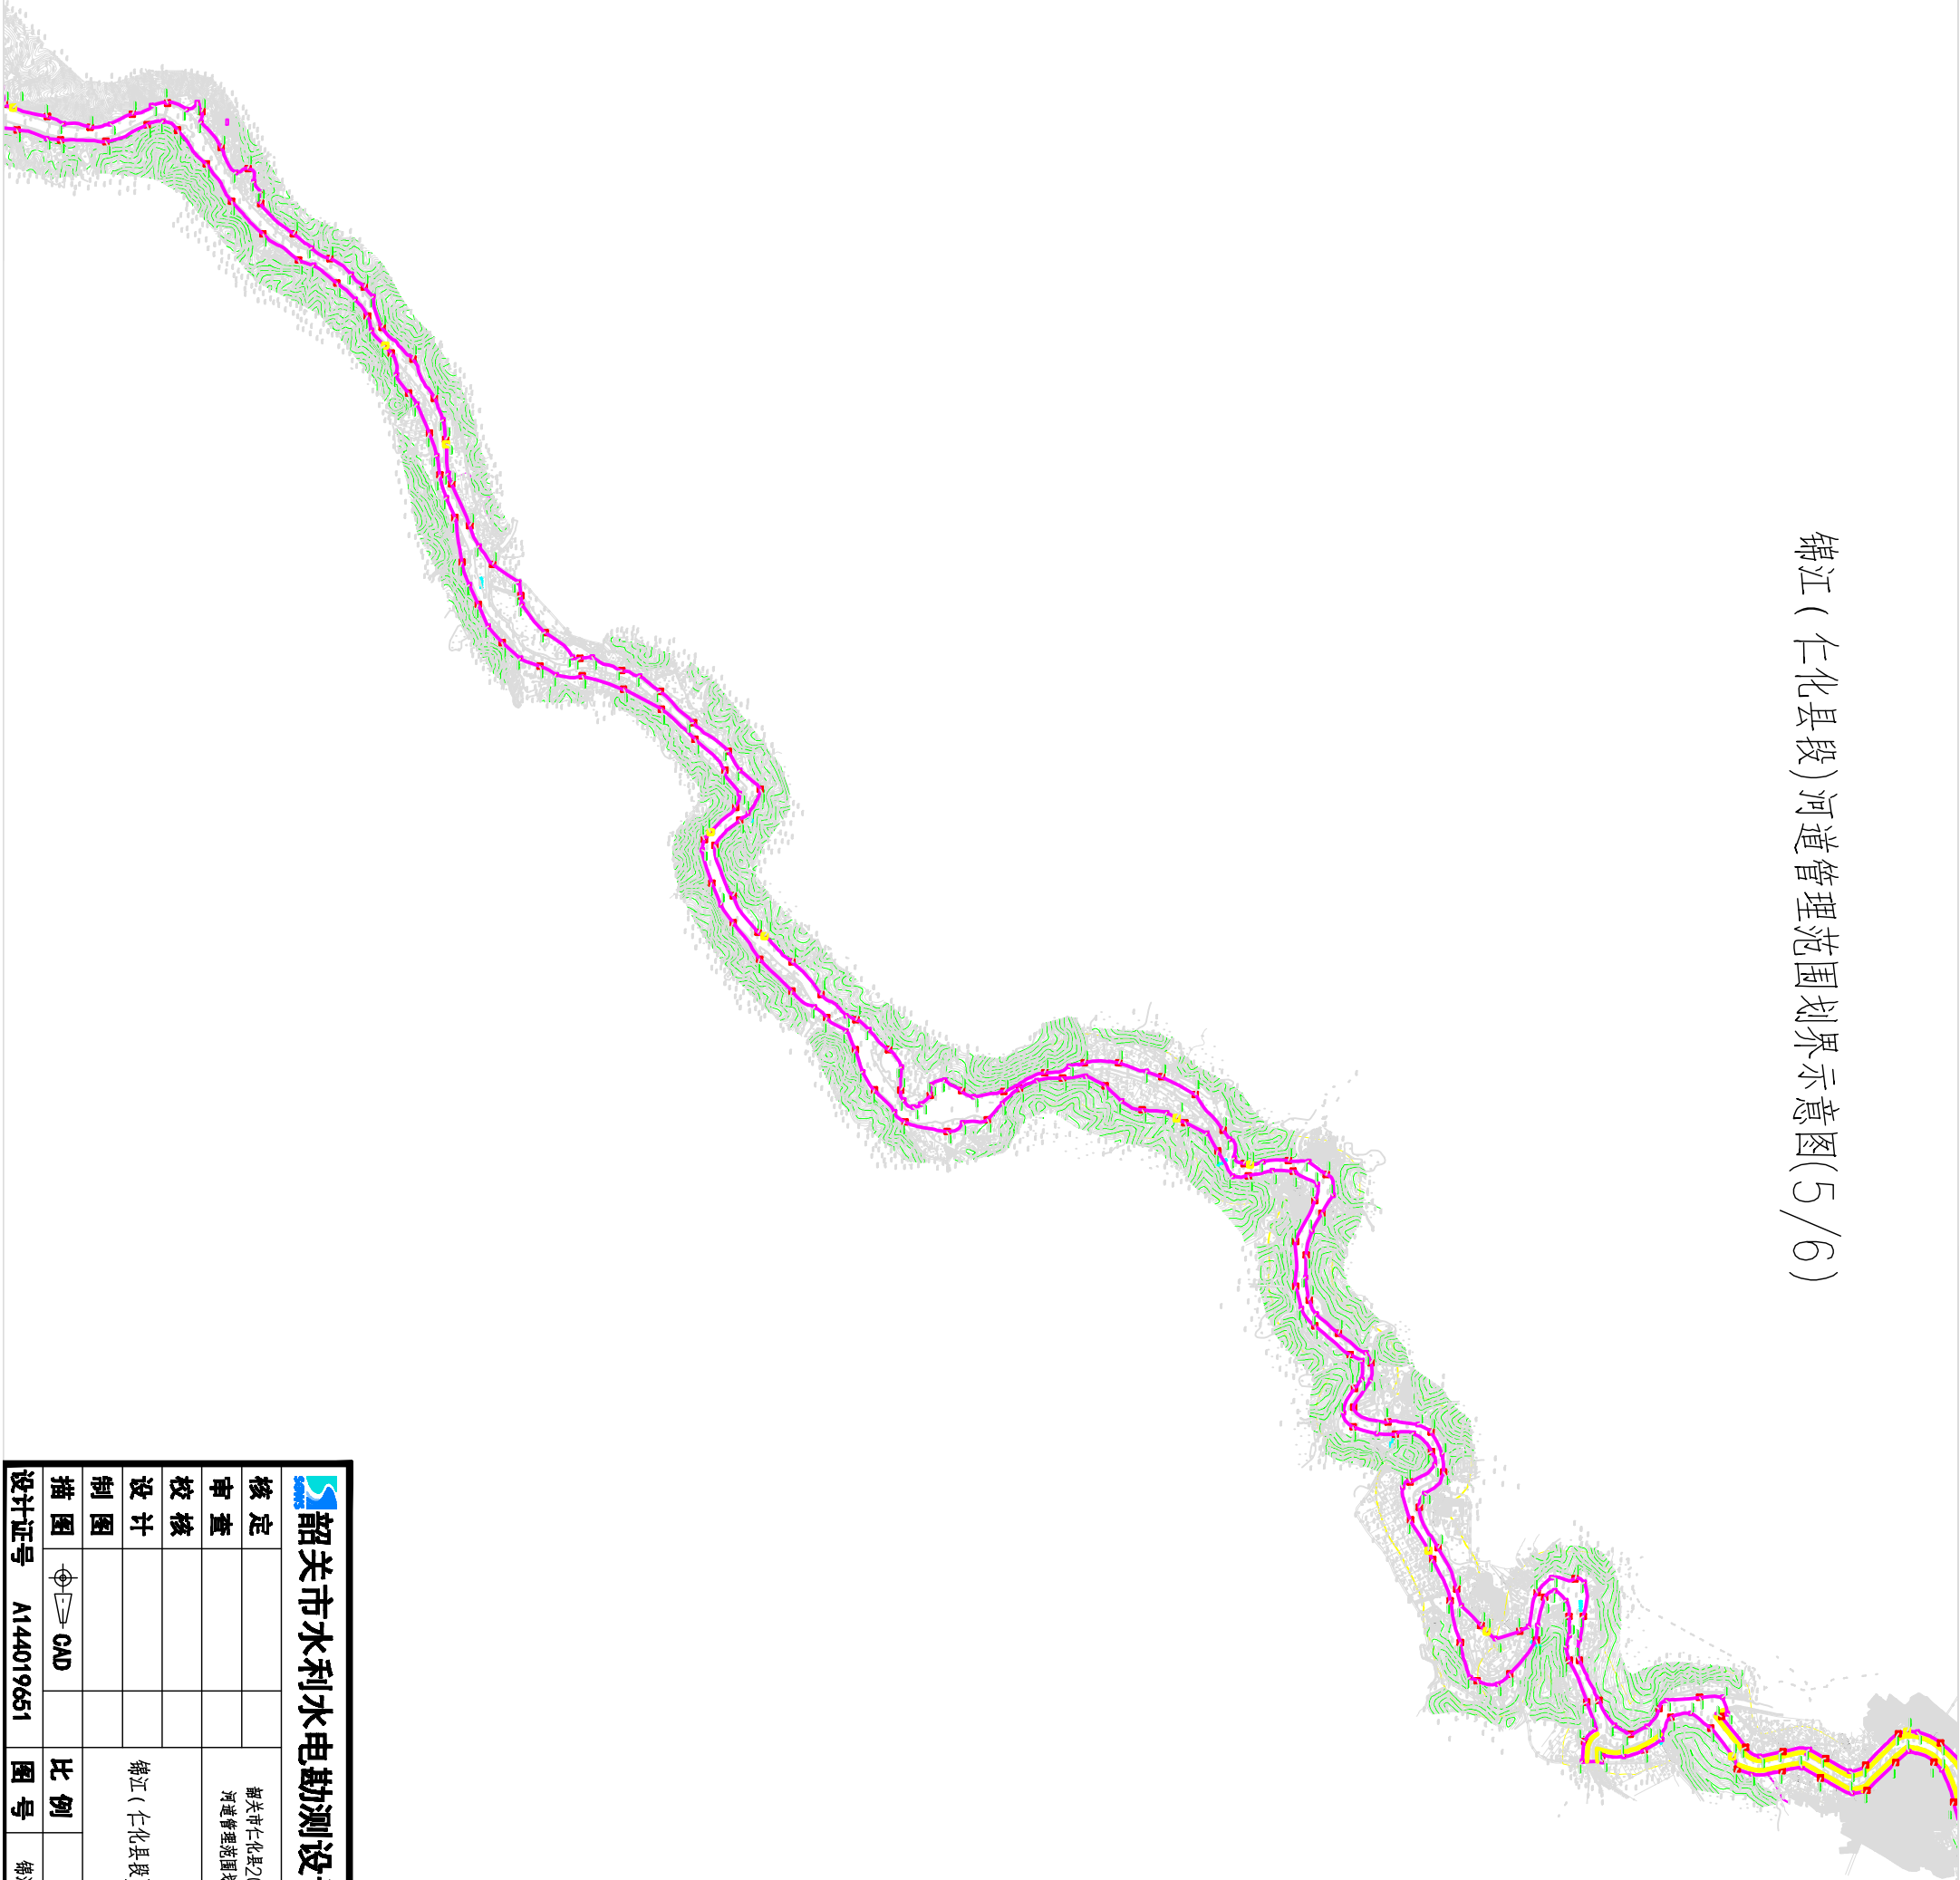 锦江(仁化县段)河道管理范围划界示意图(5/6)
SGWS
韶关市水利水电勘测设
核定
审查
校核
设计
制图
描图 CAD
设计证号 A144019651
韶关市仁化县
河道管理范围
锦江(仁化县段
比例
图号